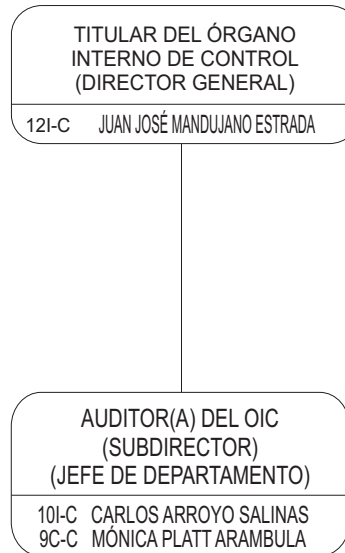 TITULAR DEL ÓRGANO
INTERNO DE CONTROL
(DIRECTOR GENERAL)
12I-C JUAN JOSÉ MANDUJANO ESTRADA
AUDITOR(A) DEL OIC
(SUBDIRECTOR)
(JEFE DE DEPARTAMENTO)
10I-C CARLOS ARROYO SALINAS
9C-C MÓNICA PLATT ARAMBULA